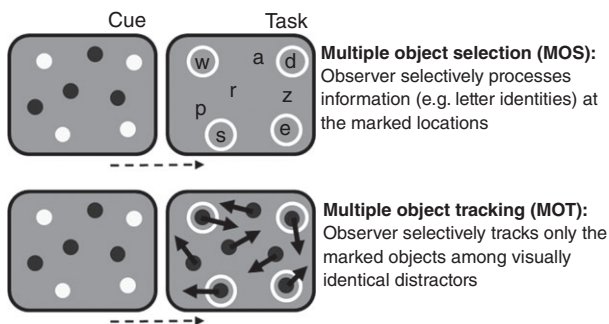 Cue
Task
w
a
d
r
z
p
s
e
Multiple object selection (MOS):
Observer selectively processes
information (e.g. letter identities) at
the marked locations
Multiple object tracking (MOT):
Observer selectively tracks only the
marked objects among visually
identical distractors